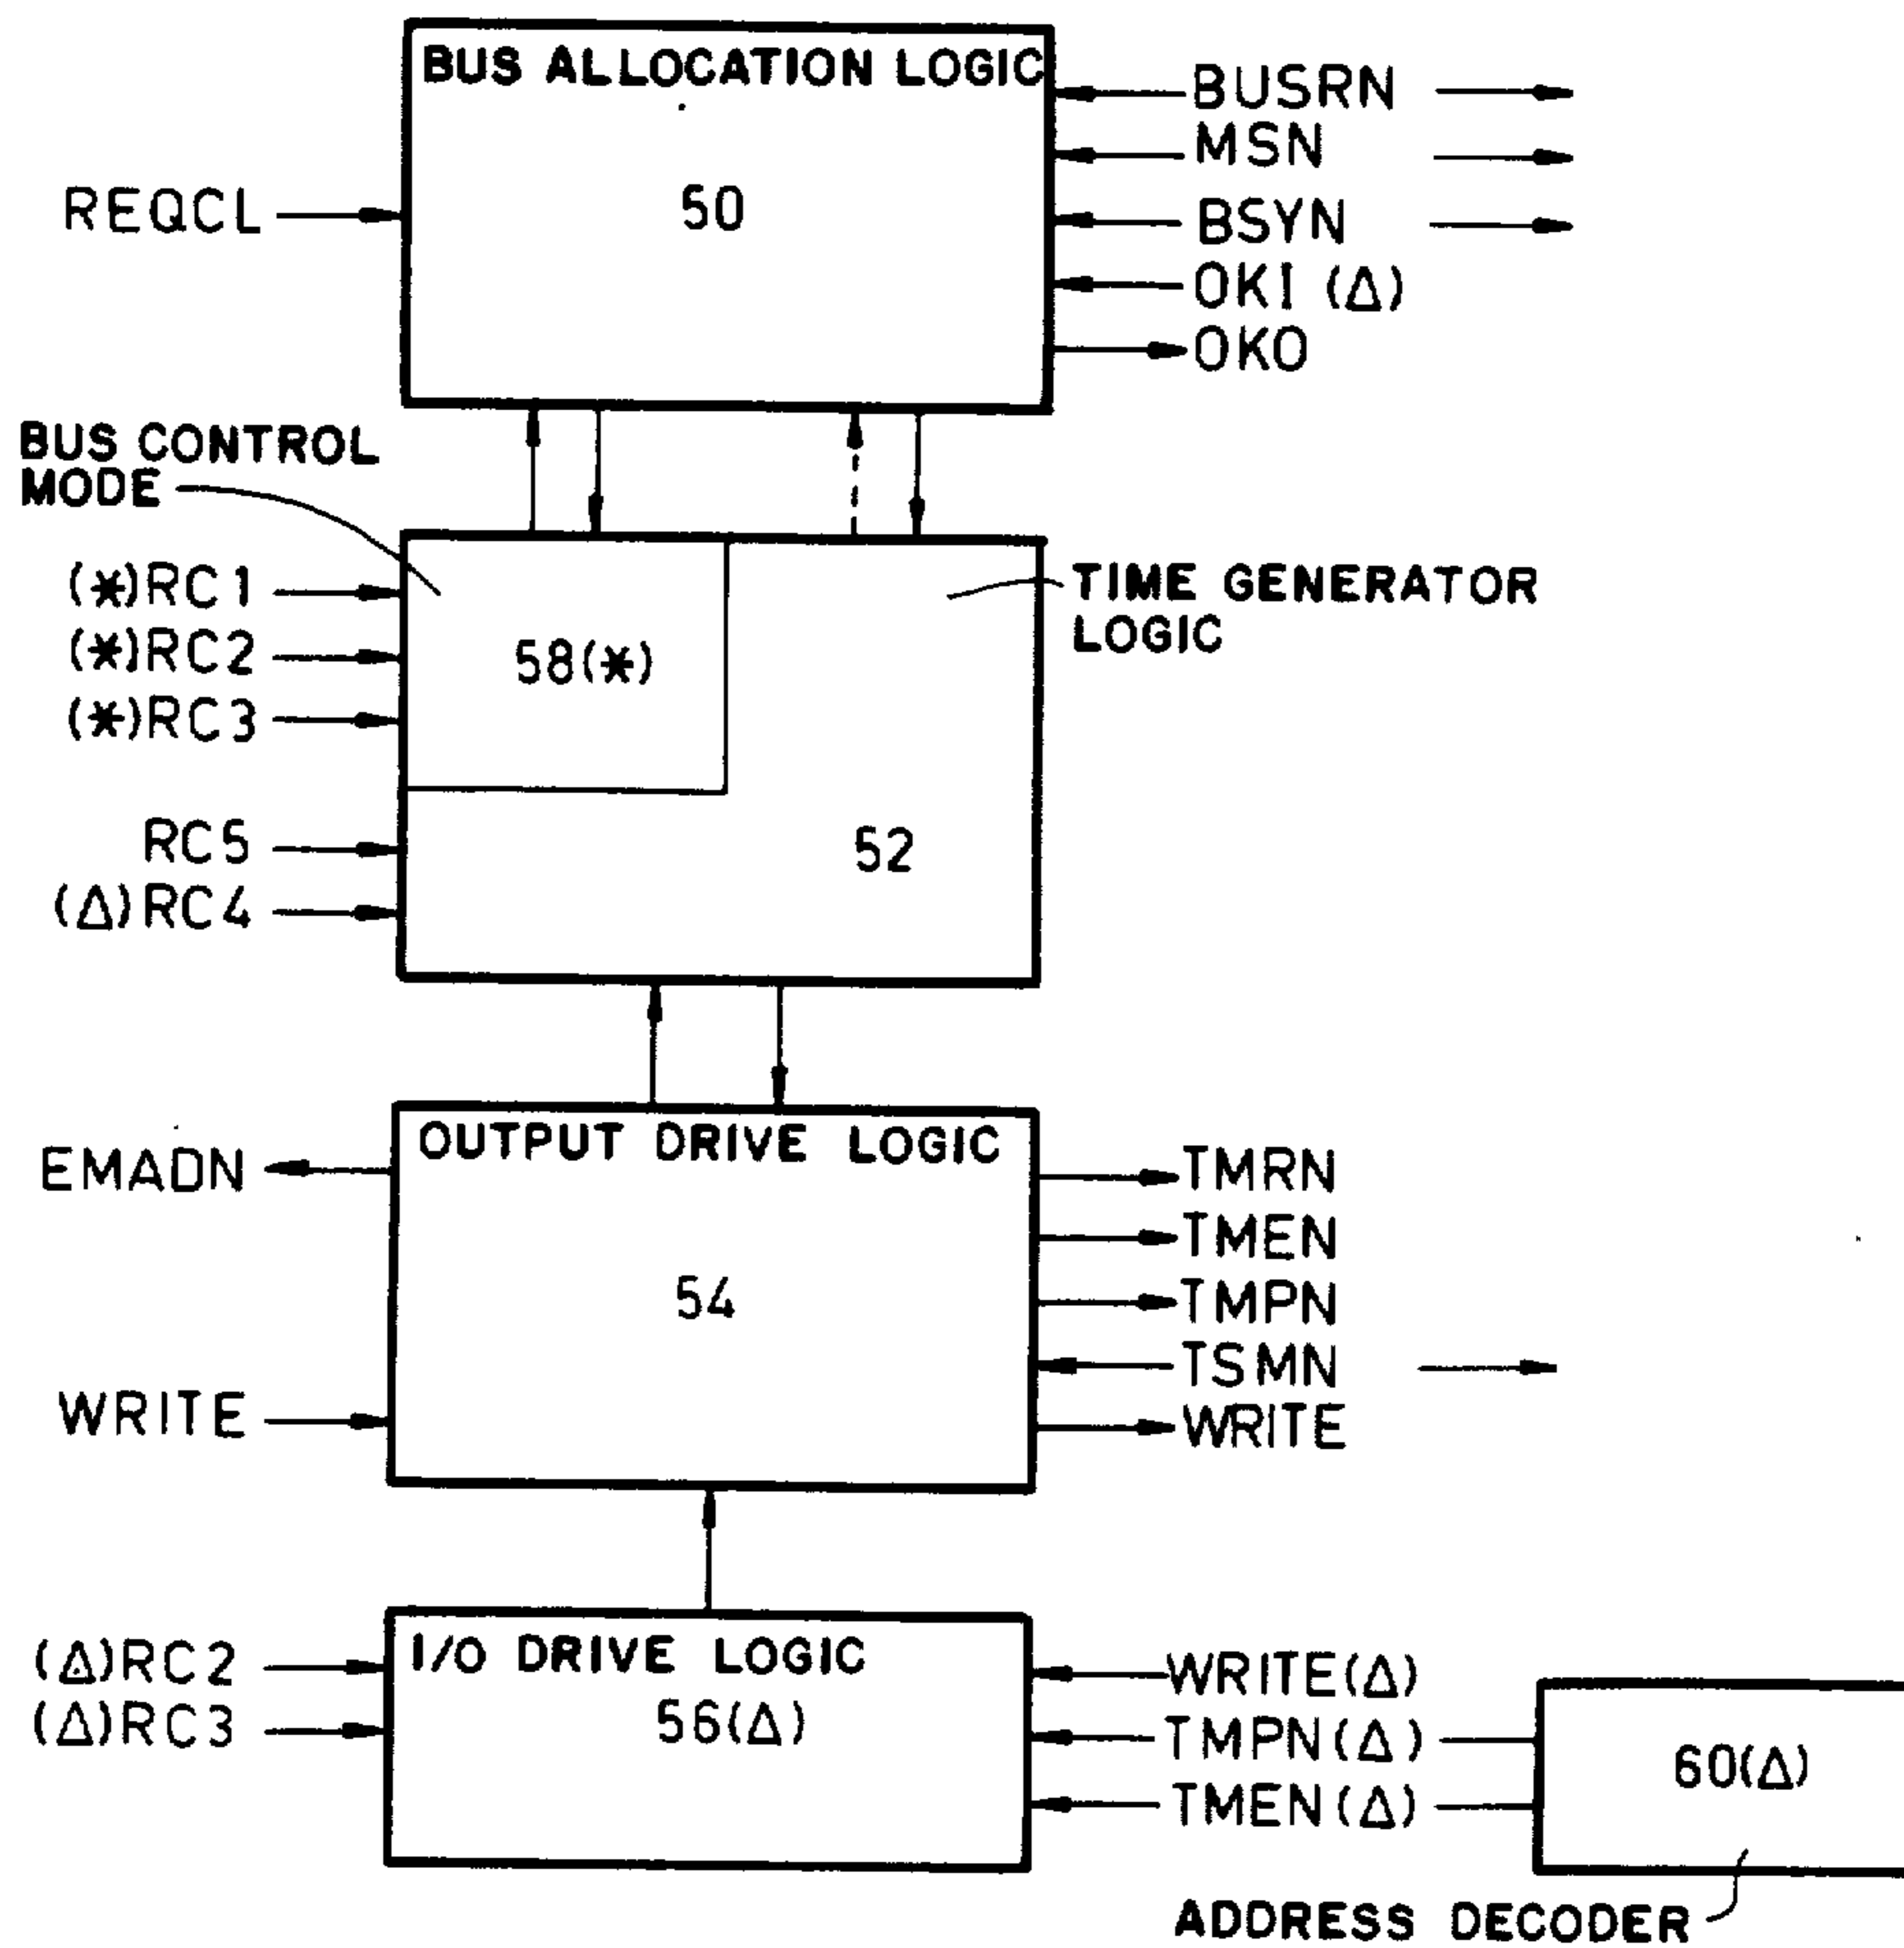 BUS ALLOCATION LOGIC
50
REQCL
BUSRN
MSN
BSYN
OKI (Δ)
OKO
BUS CONTROL
MODE
(*)RC1
(*)RC2
(*)RC3
58(*)
TIME GENERATOR
LOGIC
RC5
(Δ)RC4
52
OUTPUT DRIVE LOGIC
54
EMADN
WRITE
TMRN
TMEN
TMPN
TSMN
WRITE
I/O DRIVE LOGIC
56(Δ)
(Δ)RC2
(Δ)RC3
WRITE(Δ)
TMPN(Δ)
TMEN(Δ)
60(Δ)
ADDRESS DECODER